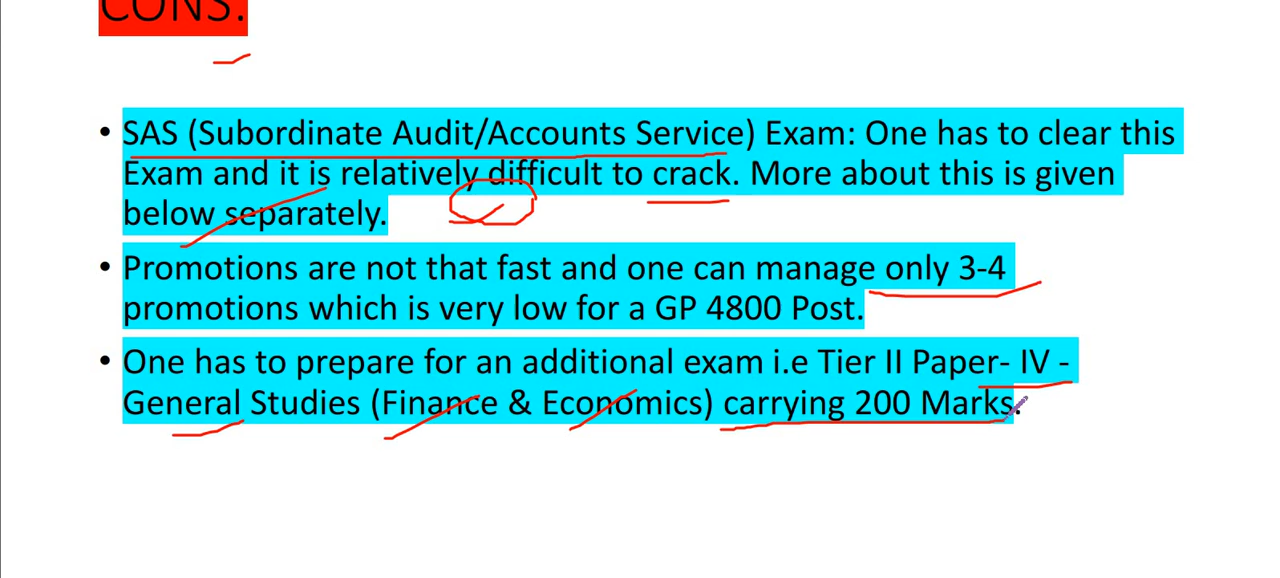 CONS:
• SAS (Subordinate Audit/Accounts Service) Exam: One has to clear this
Exam and it is relatively difficult to crack. More about this is given
below separately.
• Promotions are not that fast and one can manage only 3-4
promotions which is very low for a GP 4800 Post.
• One has to prepare for an additional exam i.e Tier II Paper- IV -
General Studies (Finance & Economics) carrying 200 Marks.